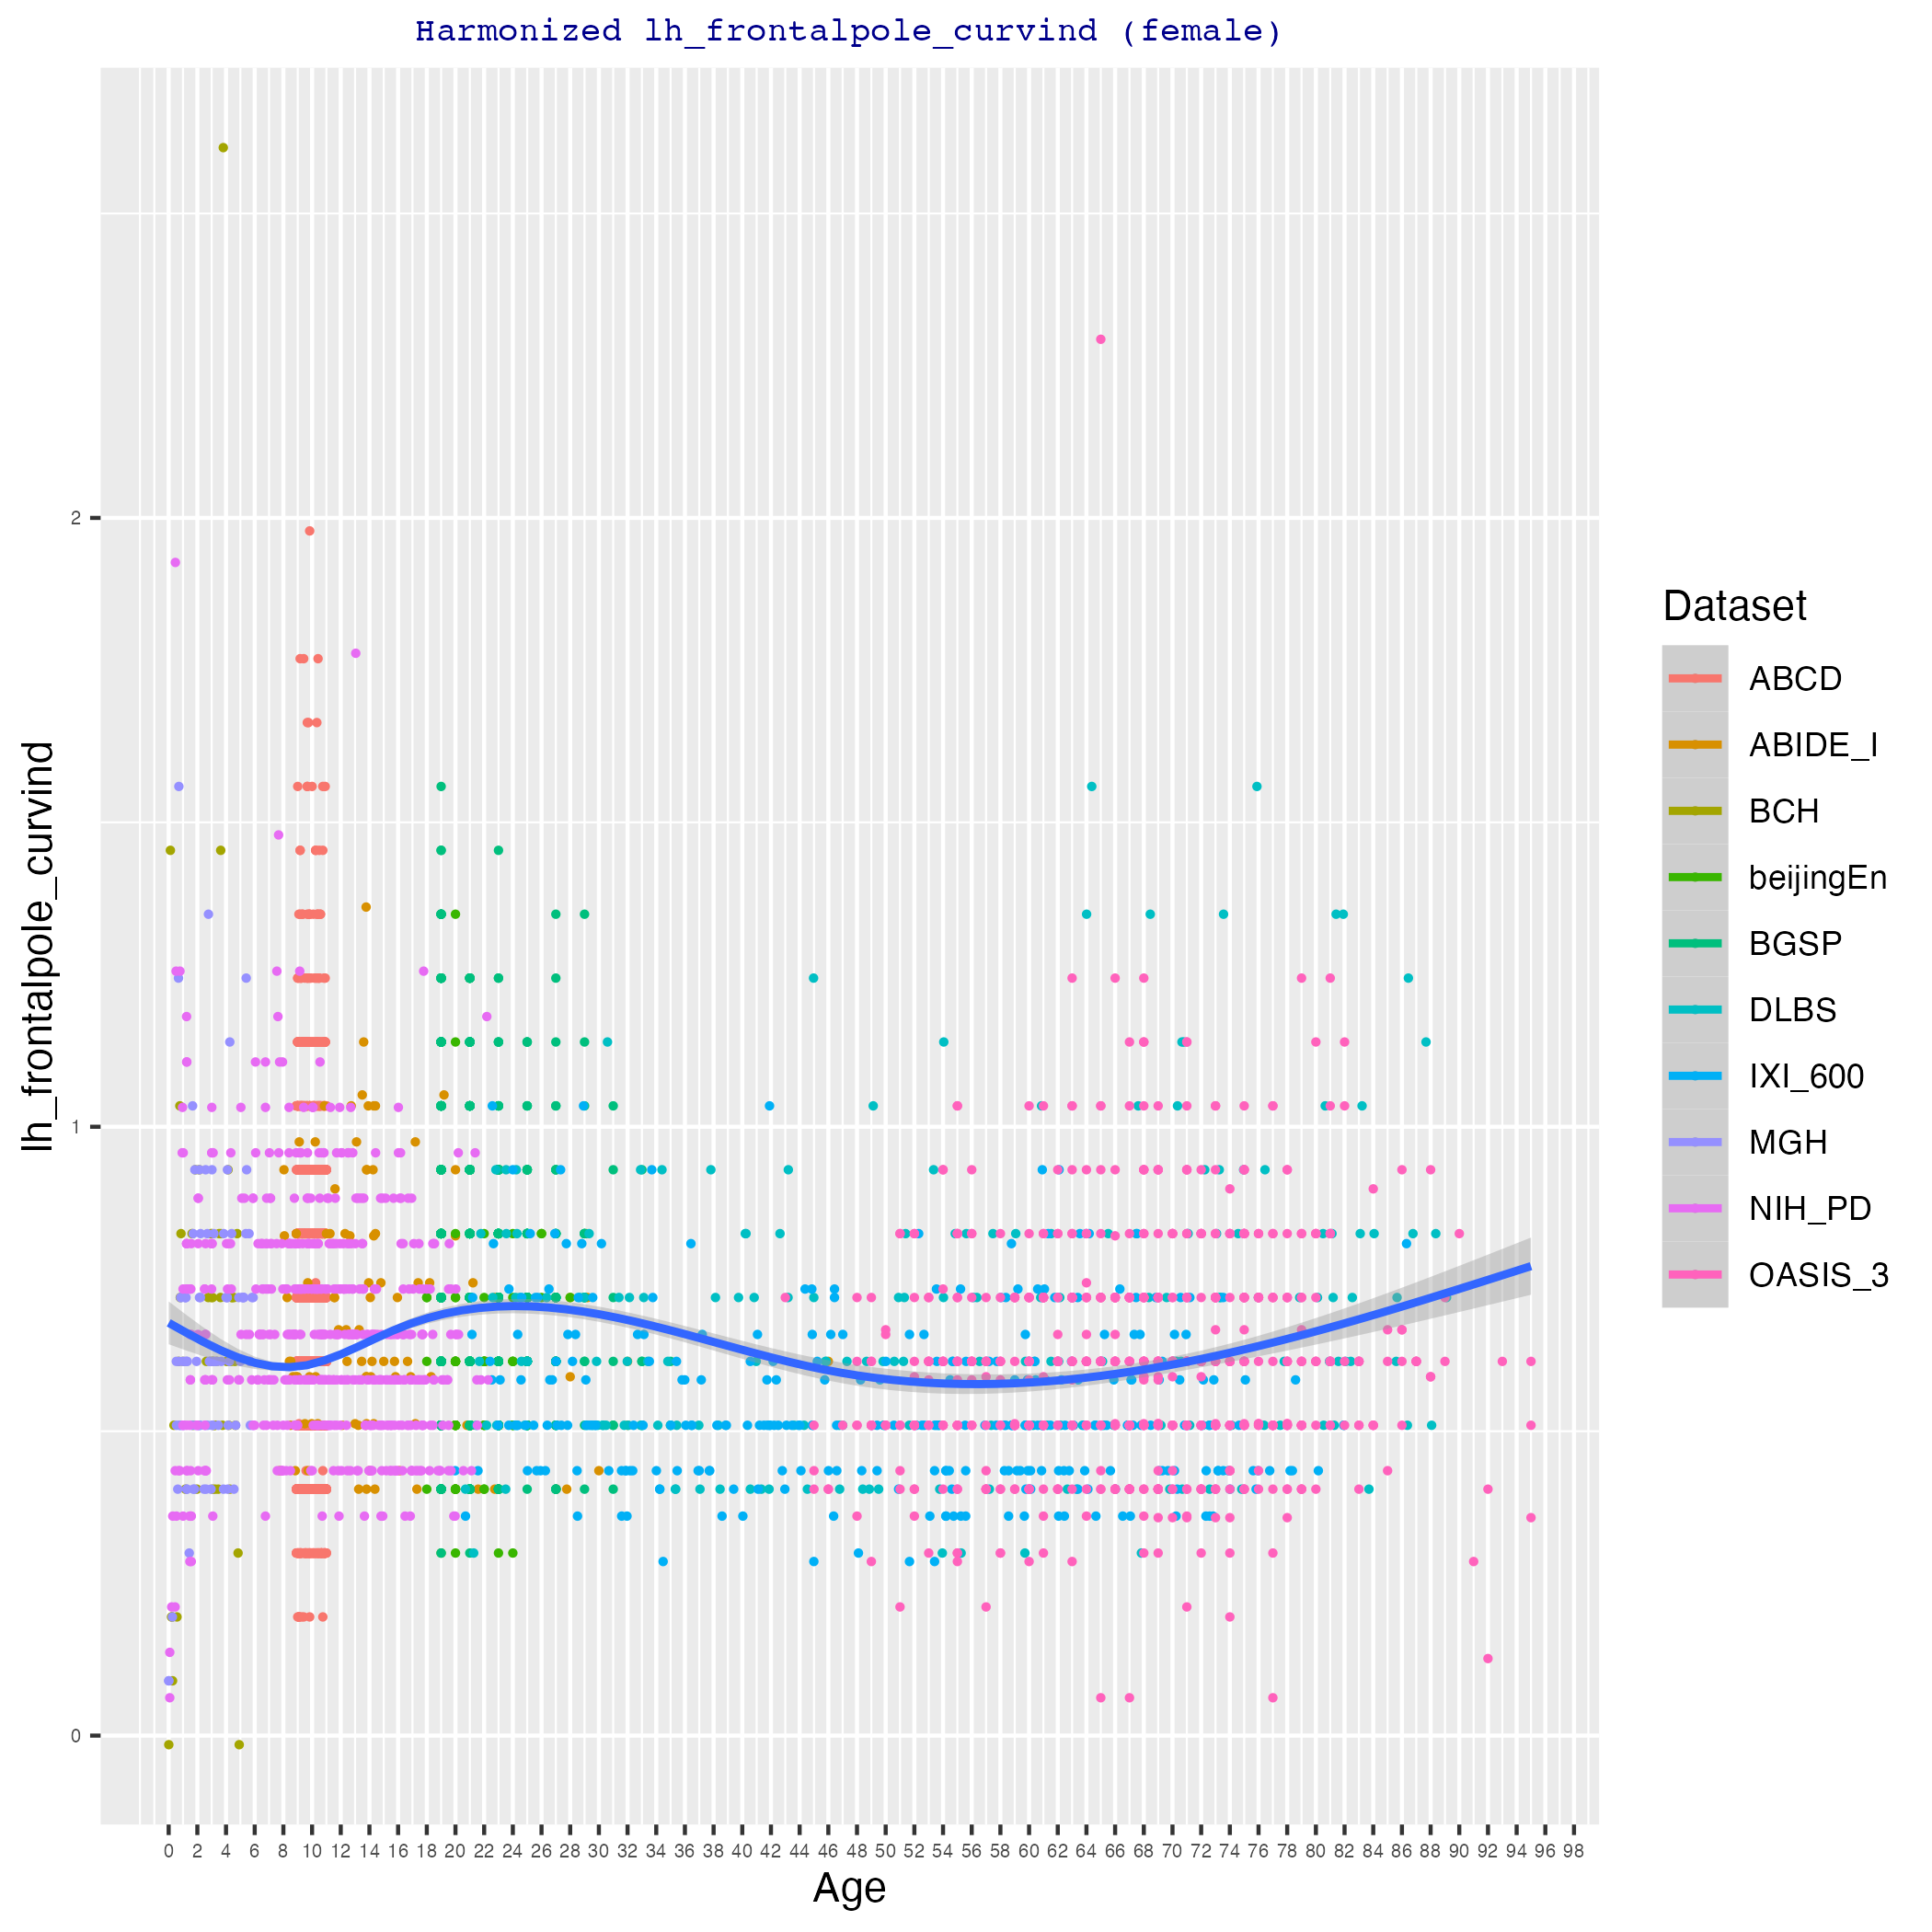 Harmonized lh_frontalpole_curvind (female)
lh_frontalpole_curvind
2
1
0
0 2 4 6 8 10 12 14 16 18 20 22 24 26 28 30 32 34 36 38 40 42 44 46 48 50 52 54 56 58 60 62 64 66 68 70 72 74 76 78 80 82 84 86 88 90 92 94 96 98
Age
Dataset
ABCD
ABIDE_I
BCH
beijingEn
BGSP
DLBS
IXI_600
MGH
NIH_PD
OASIS_3